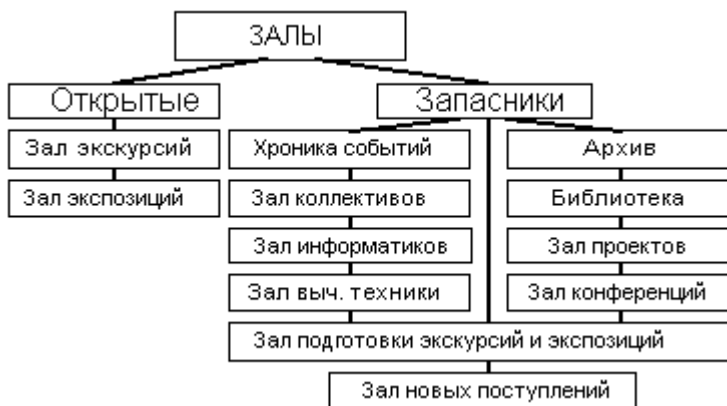 ЗАЛЫ
Открытые
Запасники
Зал экскурсий
Хроника событий
Архив
Зал экспозиций
Зал коллективов
Библиотека
Зал информатиков
Зал проектов
Зал выч. техники
Зал конференций
Зал подготовки экскурсий и экспозиций
Зал новых поступлений